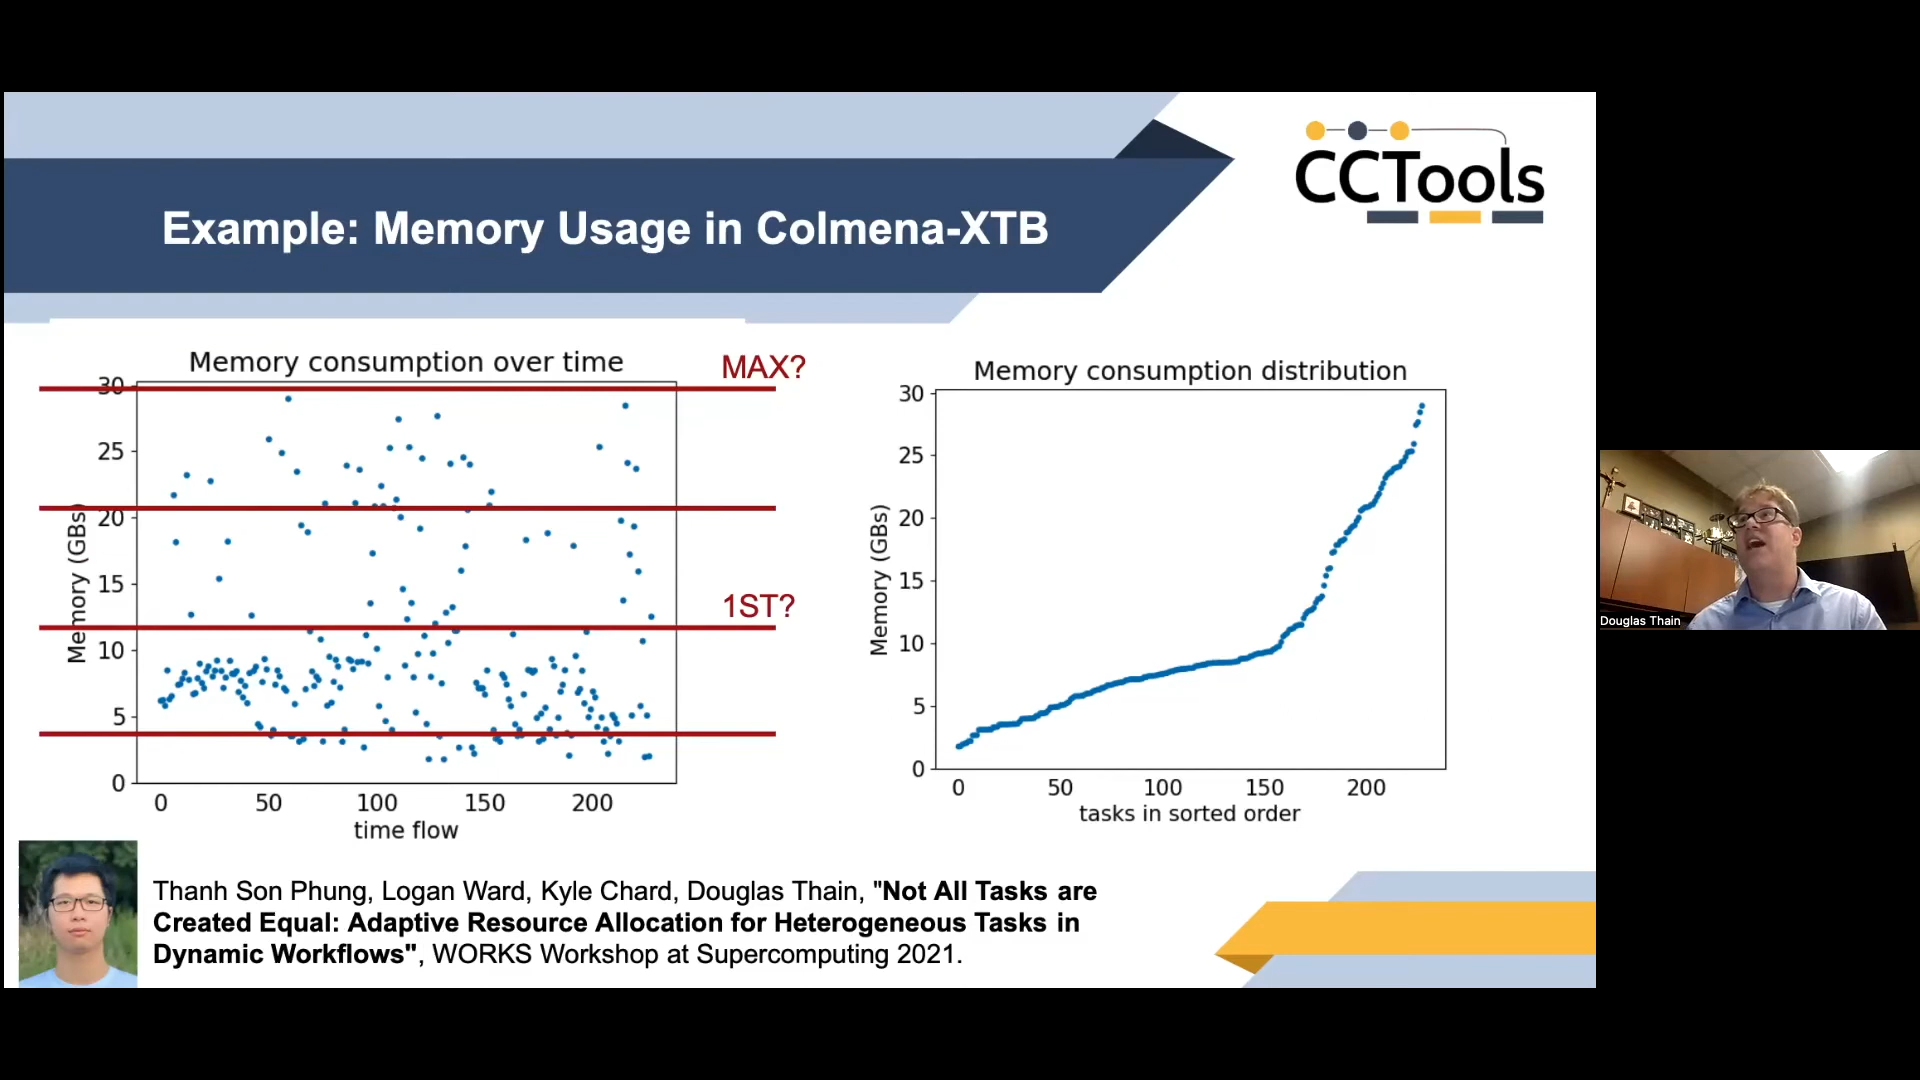 CCTools
Example: Memory Usage in Colmena-XTB
Memory consumption over time
MAX?
1ST?
30
25
20
15
10
5
0
Memory (GBs)
0 50 100 150 200
time flow
Memory consumption distribution
30
25
20
15
10
5
0
Memory (GBs)
0 50 100 150 200
tasks in sorted order
Douglas Thain
Thanh Son Phung, Logan Ward, Kyle Chard, Douglas Thain, "Not All Tasks are
Created Equal: Adaptive Resource Allocation for Heterogeneous Tasks in
Dynamic Workflows", WORKS Workshop at Supercomputing 2021.